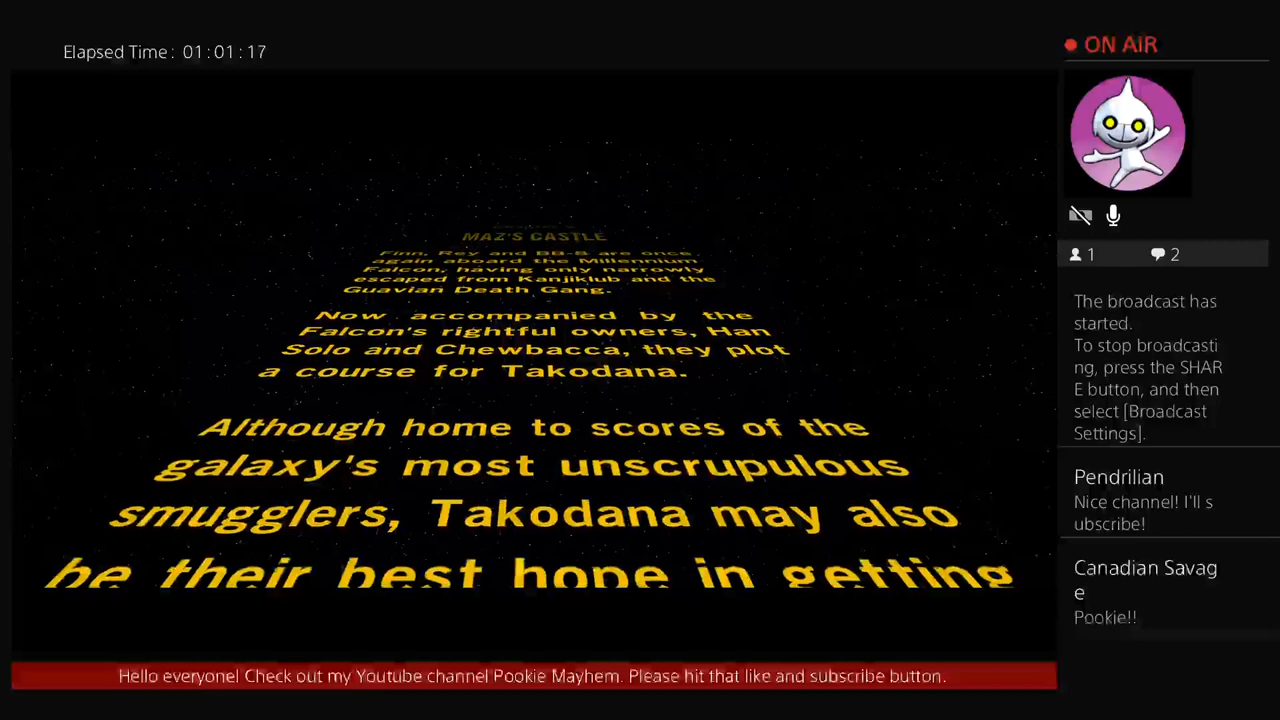 Elapsed Time: 01:01:17
ON AIR
MAZ'S CASTLE
Finn, Rey and BB-8 are once
again aboard the Millennium
Falcon, having only narrowly
escaped from Kanjiklub and the
Guavian Death Gang.
Now accompanied by the
Falcon's rightful owners, Han
Solo and Chewbacca, they plot
a course for Takodana.
Although home to scores of the
galaxy's most unscrupulous
smugglers, Takodana may also
be their best hope in getting
1
2
The broadcast has
started.
To stop broadcasti
ng, press the SHAR
E button, and then
select [Broadcast
Settings].
Pendrilian
Nice channel! I'll s
ubscribe!
Canadian Savag
e
Pookie!!
Hello everyone! Check out my Youtube channel Pookie Mayhem. Please hit that like and subscribe button.